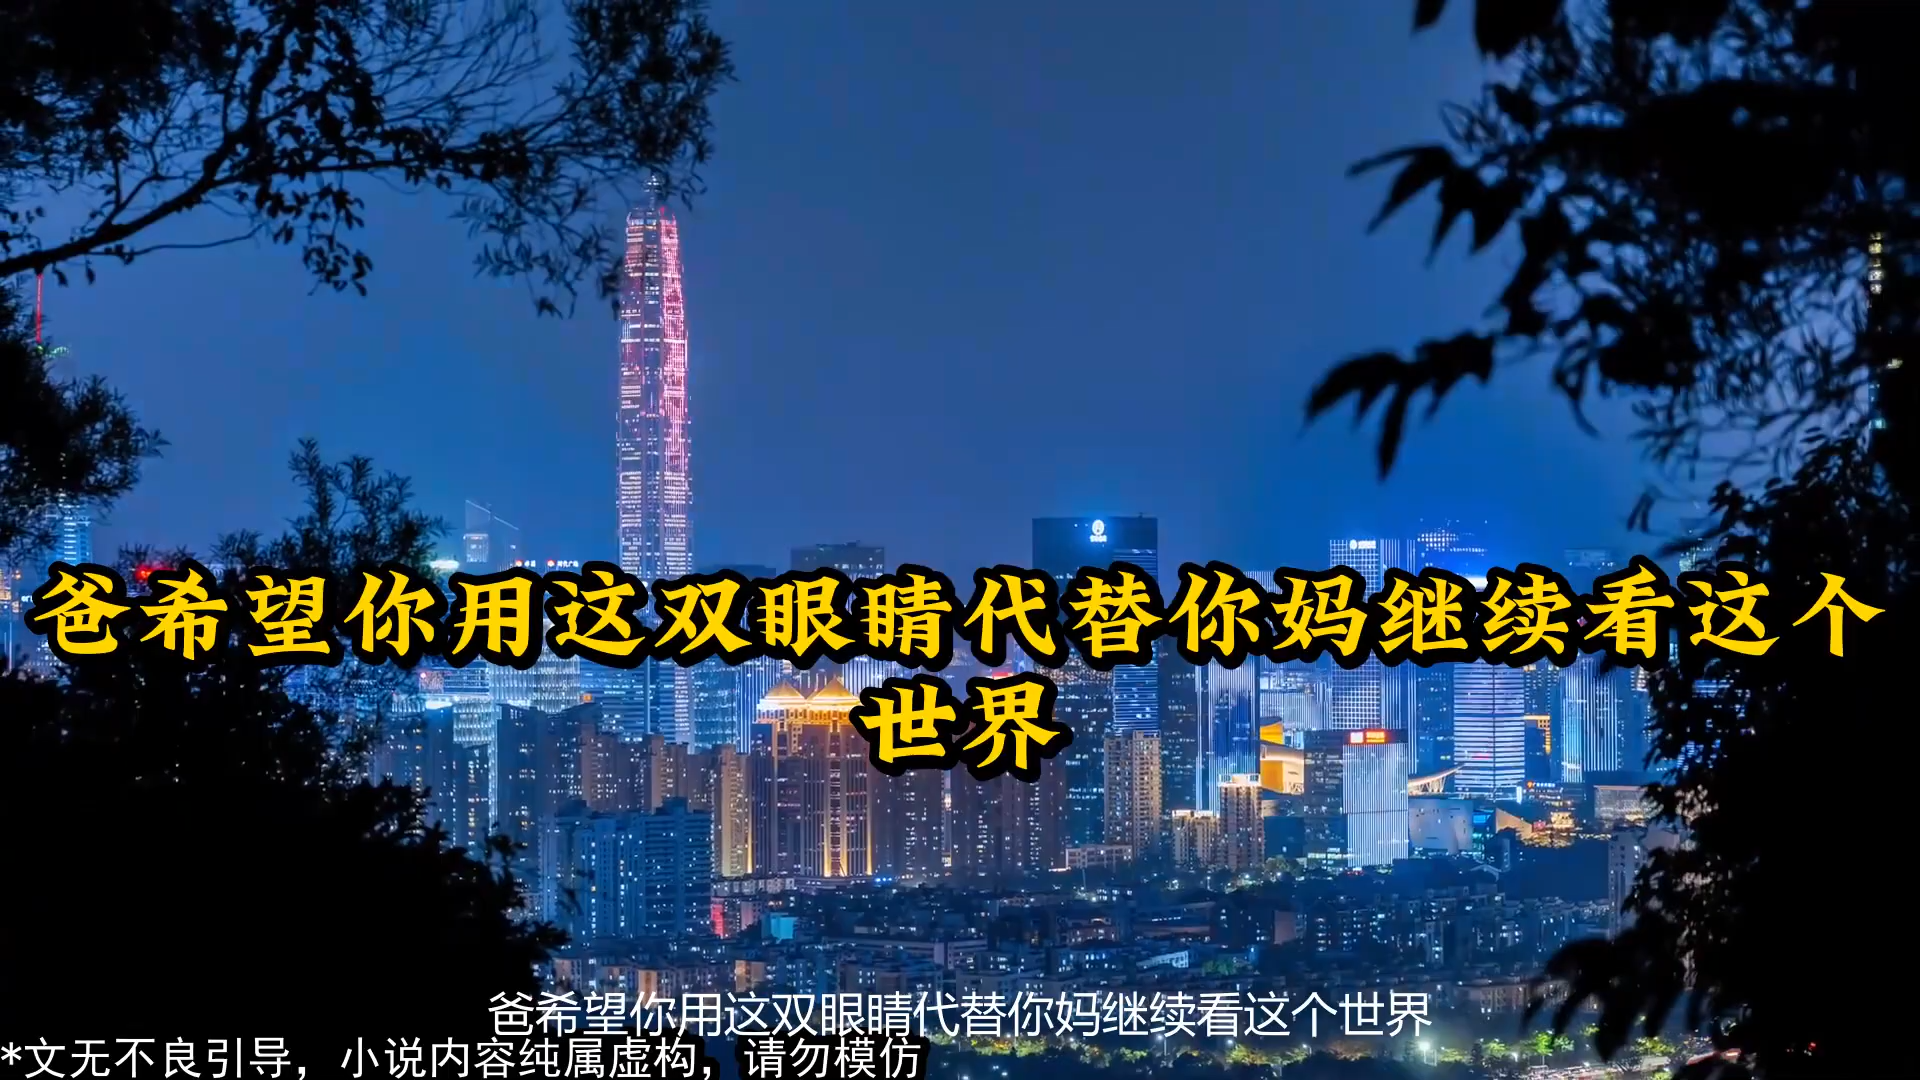 爸希望你用这双眼睛代替你妈继续看这个
世界
爸希望你用这双眼睛代替你妈继续看这个世界
*文无不良引导，小说内容纯属虚构，请勿模仿